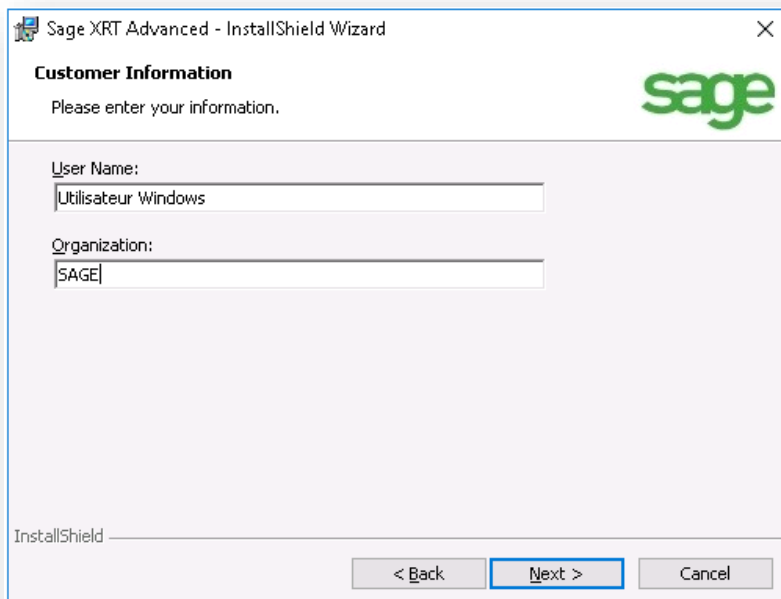 Sage XRT Advanced - InstallShield Wizard
Customer Information
Please enter your information.
sage
User Name:
Utilisateur Windows
Organization:
SAGE
InstallShield
< Back Next > Cancel